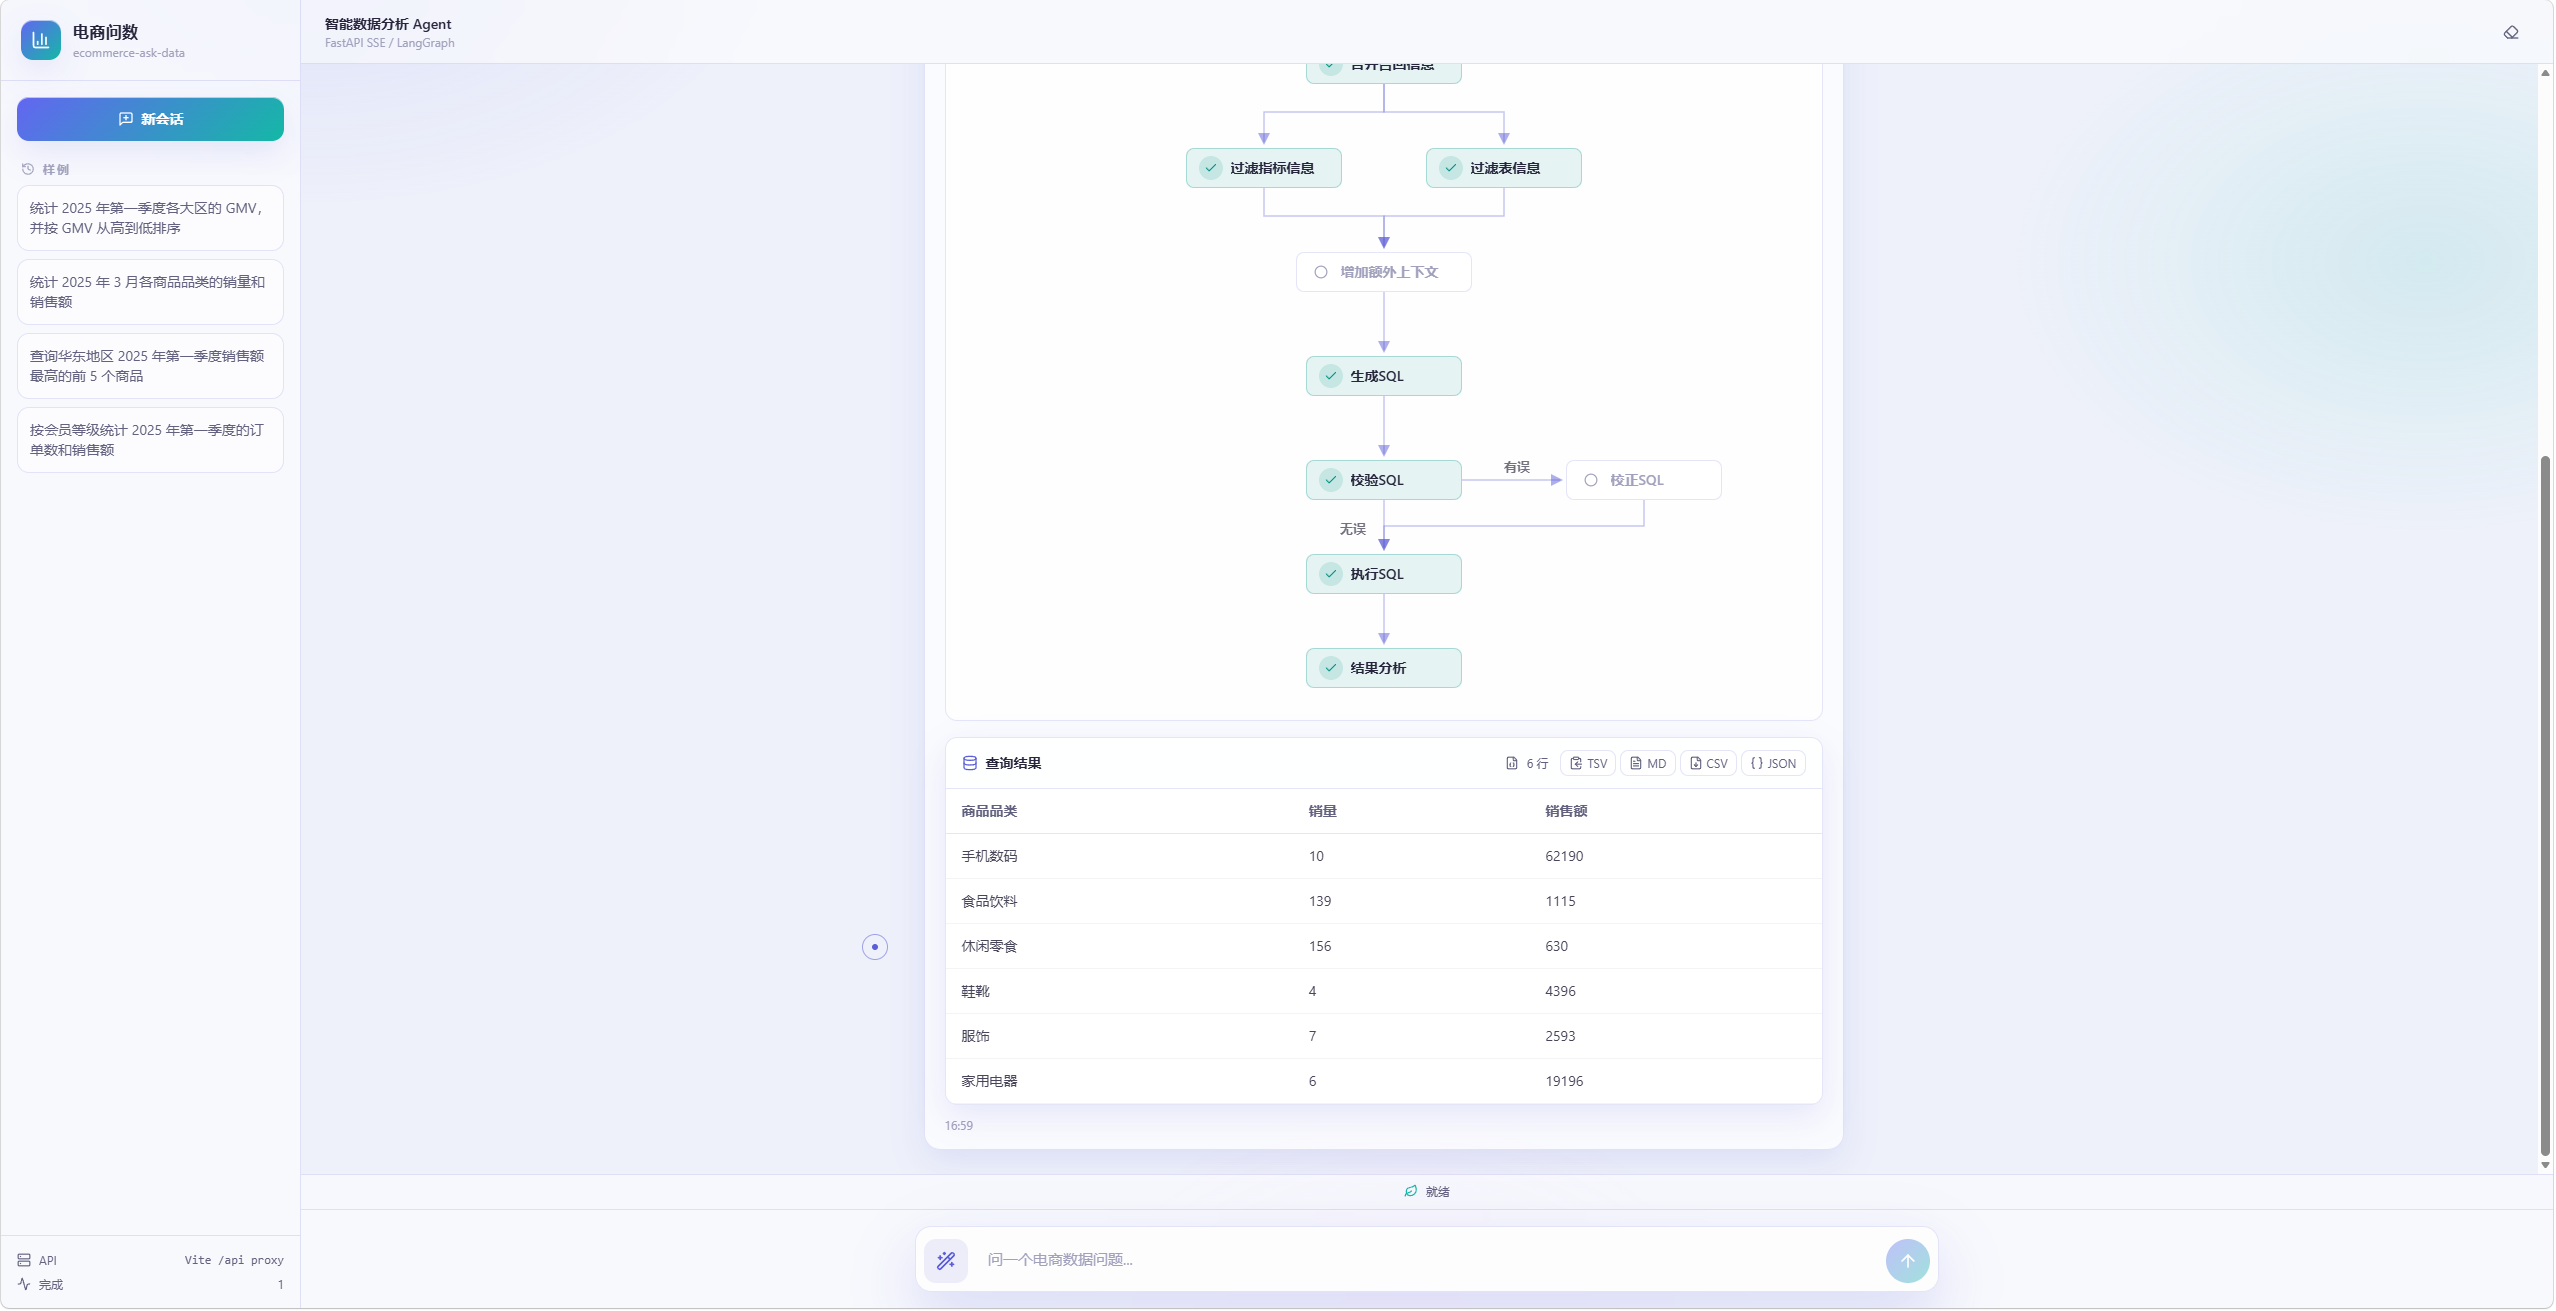 电商问数
ecommerce-ask-data
新会话
样例
统计 2025 年第一季度各大区的 GMV,
并按 GMV 从高到低排序
统计 2025 年 3 月各商品品类的销量和
销售额
查询华东地区 2025 年第一季度销售额
最高的前 5 个商品
按会员等级统计 2025 年第一季度的订
单数和销售额
API Vite /api proxy
完成 1
智能数据分析 Agent
FastAPI SSE / LangGraph
合并召回信息
过滤指标信息 过滤表信息
增加额外上下文
生成SQL
校验SQL 有误 校正SQL
无误
执行SQL
结果分析
查询结果 6 行 TSV MD CSV JSON
商品品类 销量 销售额
手机数码 10 62190
食品饮料 139 1115
休闲零食 156 630
鞋靴 4 4396
服饰 7 2593
家用电器 6 19196
16:59
就绪
问一个电商数据问题...